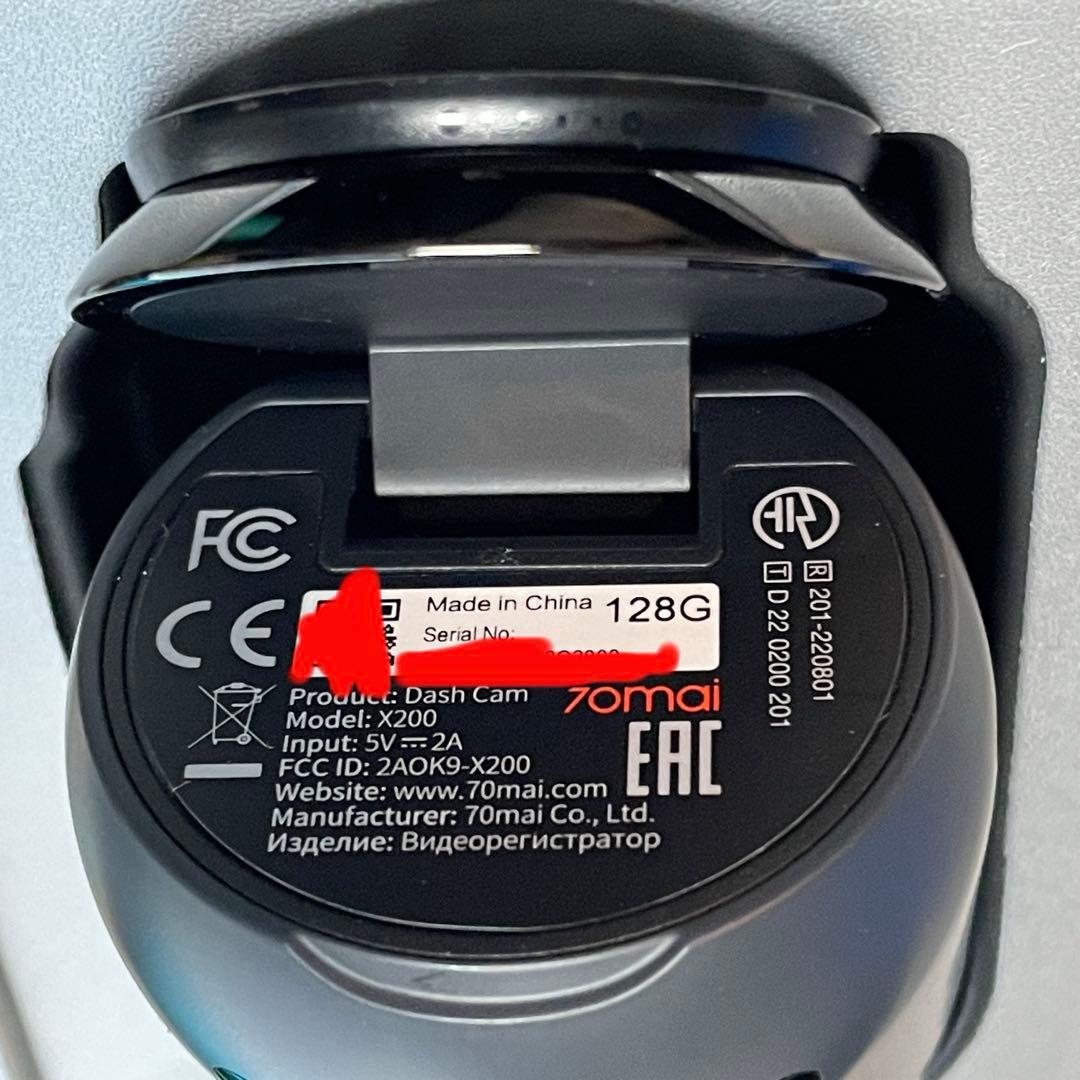 FC
CE
Made in China 128G
Serial No:
70mai
Product: Dash Cam
Model: X200
Input: 5V⎓2A
FCC ID: 2AOK9-X200
Website: www.70mai.com
Manufacturer: 70mai Co., Ltd.
Изделие: Видеорегистратор
EAC
R 201-220801
T D 22 0200 201